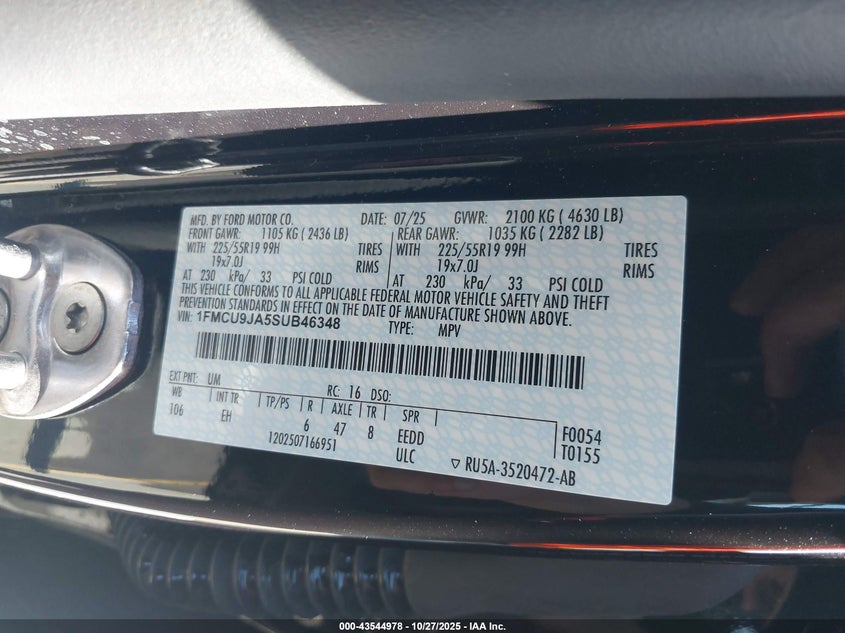 MFD. BY FORD MOTOR CO. DATE: 07/25 GVWR: 2100 KG ( 4630 LB)
FRONT GAWR: 1105 KG ( 2436 LB) REAR GAWR: 1035 KG ( 2282 LB)
WITH 225/55R19 99H TIRES WITH 225/55R19 99H TIRES
19x7.0J RIMS 19x7.0J RIMS
AT 230 kPa/ 33 PSI COLD AT 230 kPa/ 33 PSI COLD
THIS VEHICLE CONFORMS TO ALL APPLICABLE FEDERAL MOTOR VEHICLE SAFETY AND THEFT
PREVENTION STANDARDS IN EFFECT ON THE DATE OF MANUFACTURE SHOWN ABOVE.
VIN: 1FMCU9JA5SUB46348 TYPE: MPV
EXT PNT: UM RC: 16 DSO:
WB INT TR TP/PS R AXLE TR SPR
106 EH 6 47 8 EEDD F0054
1202507166951 ULC T0155
▽ RU5A-3520472-AB
000-43544978 - 10/27/2025 - IAA Inc.